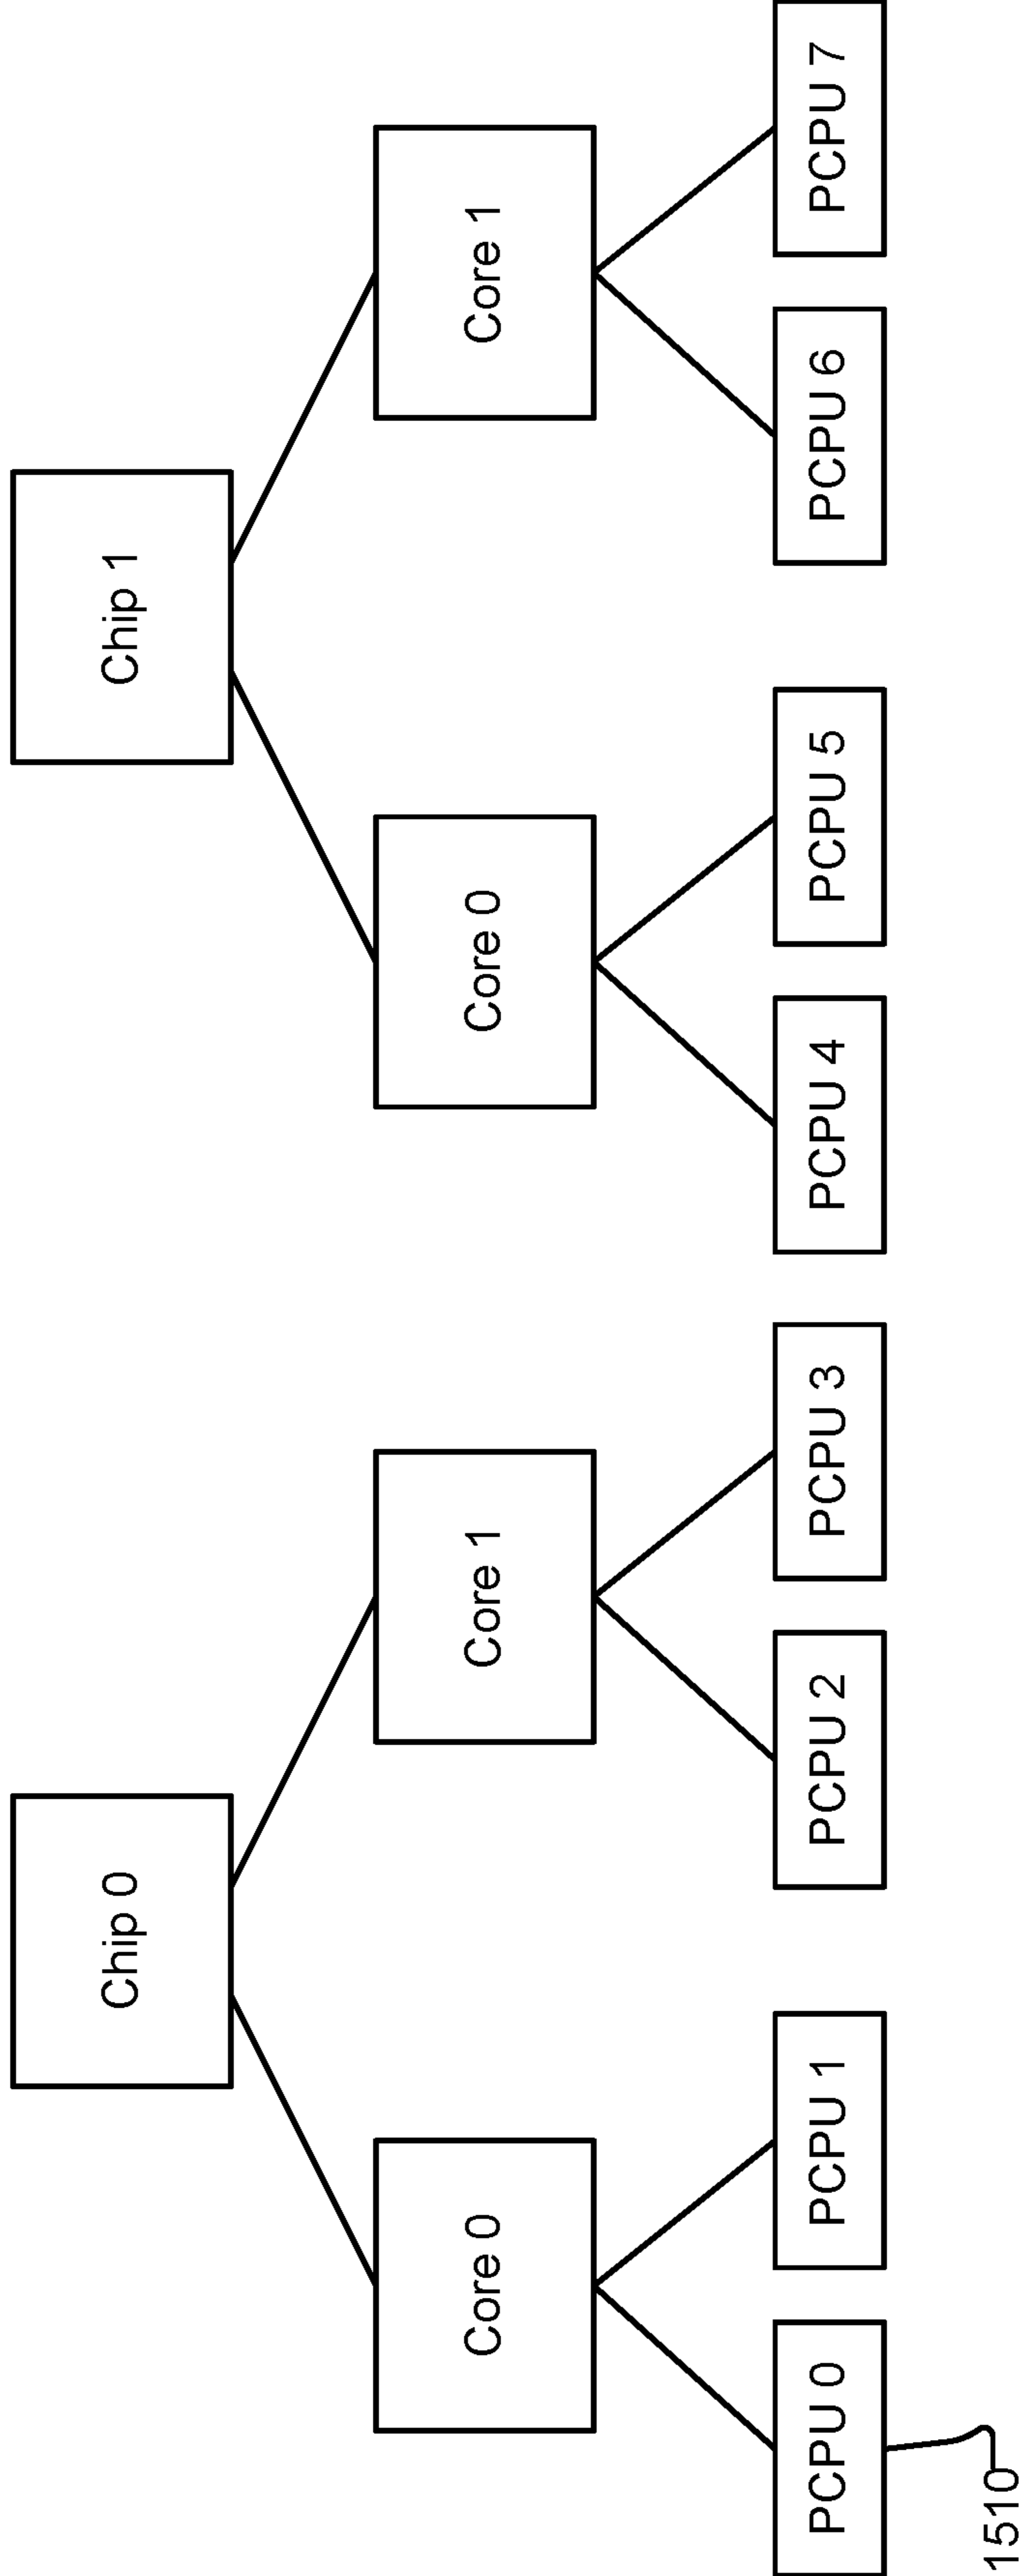 Chip 0
Chip 1
Core 0
Core 1
Core 0
Core 1
PCPU 0
PCPU 1
PCPU 2
PCPU 3
PCPU 4
PCPU 5
PCPU 6
PCPU 7
1510